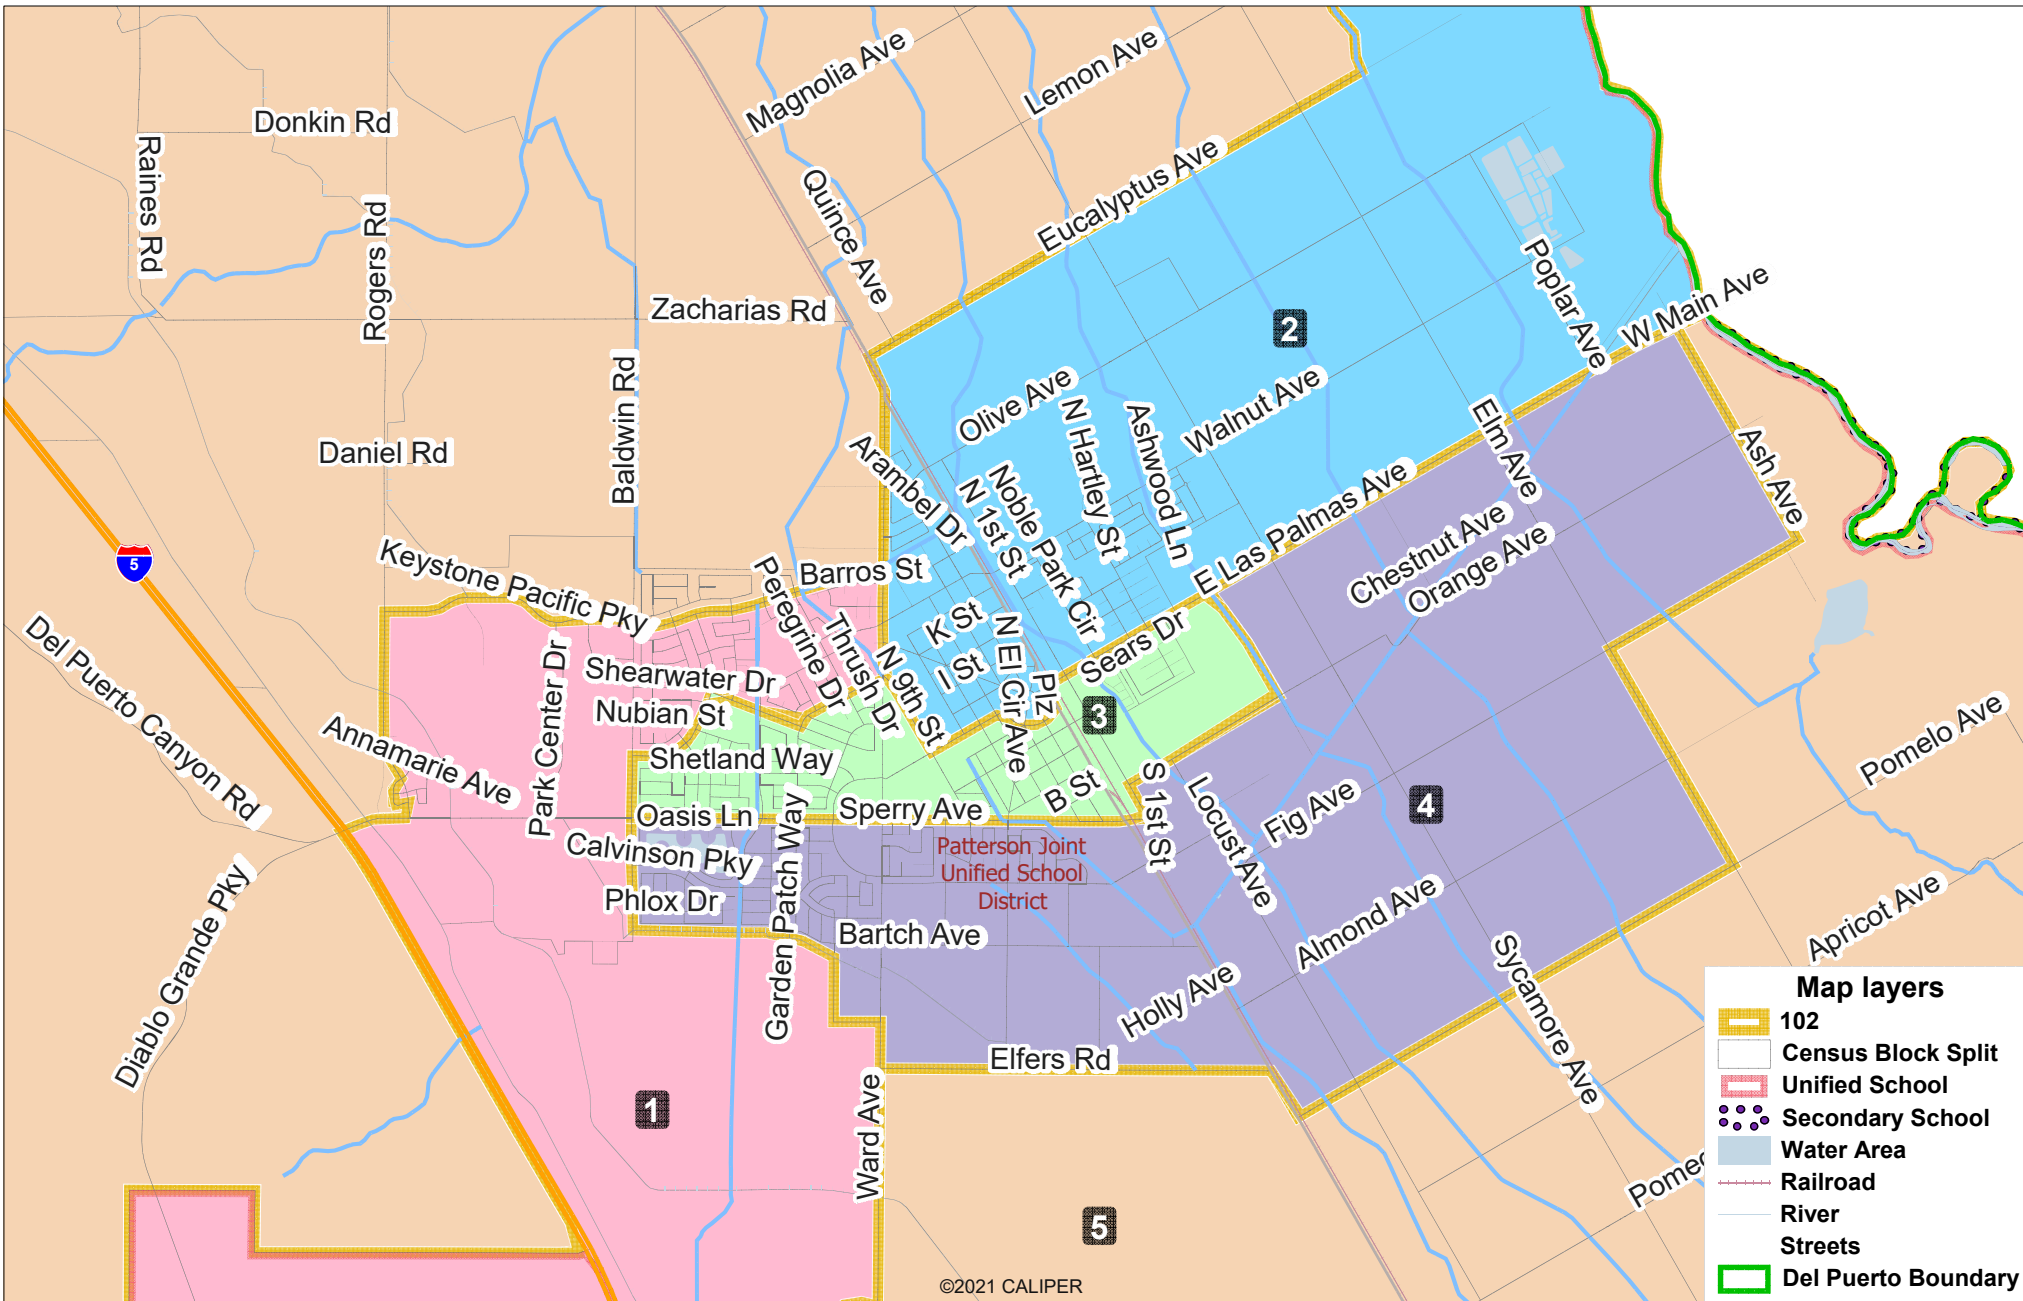 Magnolia Ave
Lemon Ave
Donkin Rd
Raines Rd
Rogers Rd
Quince Ave
Eucalyptus Ave
Poplar Ave
W Main Ave
Zacharias Rd
2
Baldwin Rd
Daniel Rd
Olive Ave
N Hartley St
Ashwood Ln
Walnut Ave
Elm Ave
Ash Ave
Arambel Dr
N 1st St
Noble Park Cir
E Las Palmas Ave
Chestnut Ave
Orange Ave
5
Keystone Pacific Pky
Peregrine Dr
Barros St
Thrush Dr
K St
I St
N El Cir
Ave
Plz
Sears Dr
Del Puerto Canyon Rd
Park Center Dr
Shearwater Dr
Nubian St
N 9th St
3
Annamarie Ave
Shetland Way
Oasis Ln
Sperry Ave
B St
S 1st St
Locust Ave
Fig Ave
4
Pomelo Ave
Calvinson Pky
Garden Patch Way
Patterson Joint
Unified School
District
Phlox Dr
Bartch Ave
Diablo Grande Pky
Almond Ave
Apricot Ave
Holly Ave
Sycamore Ave
Elfers Rd
1
Ward Ave
5
©2021 CALIPER
Map layers
102
Census Block Split
Unified School
Secondary School
Water Area
Railroad
River
Streets
Del Puerto Boundary